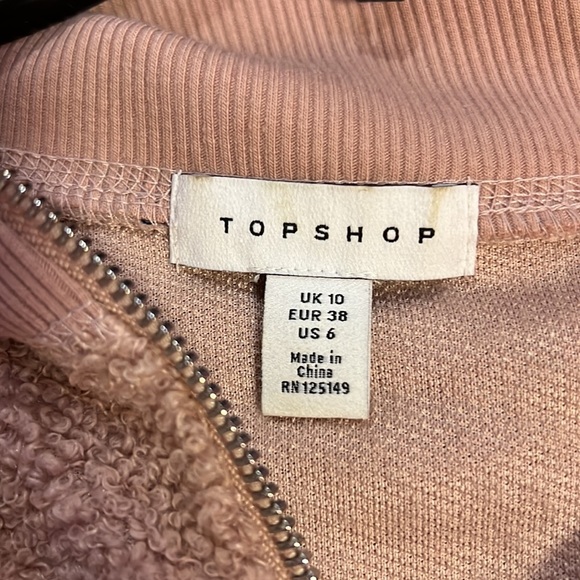 TOPSHOP
UK 10
EUR 38
US 6
Made in
China
RN125149